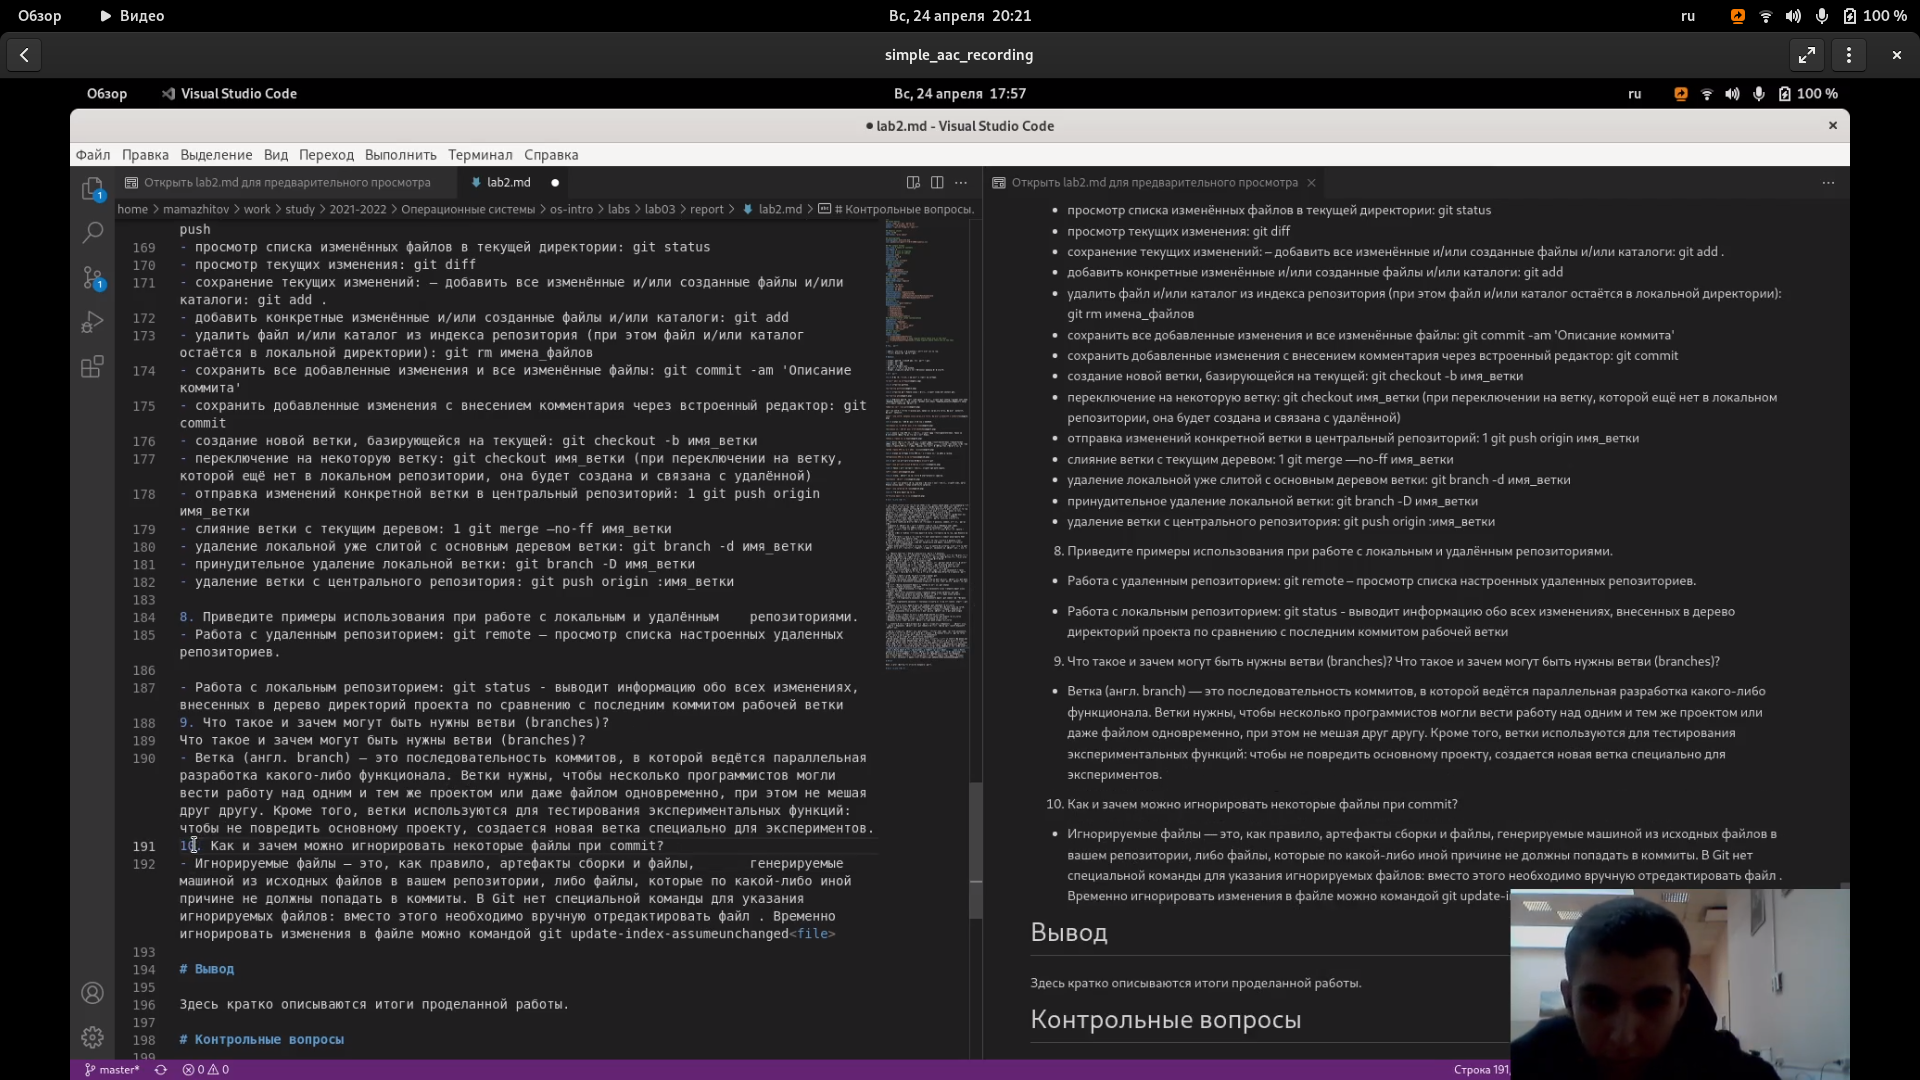 Обзор Видео Вс, 24 апреля 20:21 ru 100 %
simple_aac_recording
Обзор Visual Studio Code Вс, 24 апреля 17:57 ru 100 %
● lab2.md - Visual Studio Code
Файл Правка Выделение Вид Переход Выполнить Терминал Справка
Открыть lab2.md для предварительного просмотра lab2.md
home › mamazhitov › work › study › 2021-2022 › Операционные системы › os-intro › labs › lab03 › report › lab2.md › # Контрольные вопросы.
1
1
push
169 - просмотр списка изменённых файлов в текущей директории: git status
170 - просмотр текущих изменения: git diff
171 - сохранение текущих изменений: – добавить все изменённые и/или созданные файлы и/или
каталоги: git add .
172 - добавить конкретные изменённые и/или созданные файлы и/или каталоги: git add
173 - удалить файл и/или каталог из индекса репозитория (при этом файл и/или каталог
остаётся в локальной директории): git rm имена_файлов
174 - сохранить все добавленные изменения и все изменённые файлы: git commit -am 'Описание
коммита'
175 - сохранить добавленные изменения с внесением комментария через встроенный редактор: git
commit
176 - создание новой ветки, базирующейся на текущей: git checkout -b имя_ветки
177 - переключение на некоторую ветку: git checkout имя_ветки (при переключении на ветку,
которой ещё нет в локальном репозитории, она будет создана и связана с удалённой)
178 - отправка изменений конкретной ветки в центральный репозиторий: 1 git push origin
имя_ветки
179 - слияние ветки с текущим деревом: 1 git merge —no-ff имя_ветки
180 - удаление локальной уже слитой с основным деревом ветки: git branch -d имя_ветки
181 - принудительное удаление локальной ветки: git branch -D имя_ветки
182 - удаление ветки с центрального репозитория: git push origin :имя_ветки
183
184 8. Приведите примеры использования при работе с локальным и удалённым репозиториями.
185 - Работа с удаленным репозиторием: git remote – просмотр списка настроенных удаленных
репозиториев.
186
187 - Работа с локальным репозиторием: git status - выводит информацию обо всех изменениях,
внесенных в дерево директорий проекта по сравнению с последним коммитом рабочей ветки
188 9. Что такое и зачем могут быть нужны ветви (branches)?
189 Что такое и зачем могут быть нужны ветви (branches)?
190 - Ветка (англ. branch) — это последовательность коммитов, в которой ведётся параллельная
разработка какого-либо функционала. Ветки нужны, чтобы несколько программистов могли
вести работу над одним и тем же проектом или даже файлом одновременно, при этом не мешая
друг другу. Кроме того, ветки используются для тестирования экспериментальных функций:
чтобы не повредить основному проекту, создается новая ветка специально для экспериментов.
191 10. Как и зачем можно игнорировать некоторые файлы при commit?
192 - Игнорируемые файлы — это, как правило, артефакты сборки и файлы, генерируемые
машиной из исходных файлов в вашем репозитории, либо файлы, которые по какой-либо иной
причине не должны попадать в коммиты. В Git нет специальной команды для указания
игнорируемых файлов: вместо этого необходимо вручную отредактировать файл . Временно
игнорировать изменения в файле можно командой git update-index-assumeunchanged<file>
193
194 # Вывод
195
196 Здесь кратко описываются итоги проделанной работы.
197
198 # Контрольные вопросы
199
Открыть lab2.md для предварительного просмотра
• просмотр списка изменённых файлов в текущей директории: git status
• просмотр текущих изменения: git diff
• сохранение текущих изменений: – добавить все изменённые и/или созданные файлы и/или каталоги: git add .
• добавить конкретные изменённые и/или созданные файлы и/или каталоги: git add
• удалить файл и/или каталог из индекса репозитория (при этом файл и/или каталог остаётся в локальной директории):
git rm имена_файлов
• сохранить все добавленные изменения и все изменённые файлы: git commit -am 'Описание коммита'
• сохранить добавленные изменения с внесением комментария через встроенный редактор: git commit
• создание новой ветки, базирующейся на текущей: git checkout -b имя_ветки
• переключение на некоторую ветку: git checkout имя_ветки (при переключении на ветку, которой ещё нет в локальном
репозитории, она будет создана и связана с удалённой)
• отправка изменений конкретной ветки в центральный репозиторий: 1 git push origin имя_ветки
• слияние ветки с текущим деревом: 1 git merge —no-ff имя_ветки
• удаление локальной уже слитой с основным деревом ветки: git branch -d имя_ветки
• принудительное удаление локальной ветки: git branch -D имя_ветки
• удаление ветки с центрального репозитория: git push origin :имя_ветки
8. Приведите примеры использования при работе с локальным и удалённым репозиториями.
• Работа с удаленным репозиторием: git remote – просмотр списка настроенных удаленных репозиториев.
• Работа с локальным репозиторием: git status - выводит информацию обо всех изменениях, внесенных в дерево
директорий проекта по сравнению с последним коммитом рабочей ветки
9. Что такое и зачем могут быть нужны ветви (branches)? Что такое и зачем могут быть нужны ветви (branches)?
• Ветка (англ. branch) — это последовательность коммитов, в которой ведётся параллельная разработка какого-либо
функционала. Ветки нужны, чтобы несколько программистов могли вести работу над одним и тем же проектом или
даже файлом одновременно, при этом не мешая друг другу. Кроме того, ветки используются для тестирования
экспериментальных функций: чтобы не повредить основному проекту, создается новая ветка специально для
экспериментов.
10. Как и зачем можно игнорировать некоторые файлы при commit?
• Игнорируемые файлы — это, как правило, артефакты сборки и файлы, генерируемые машиной из исходных файлов в
вашем репозитории, либо файлы, которые по какой-либо иной причине не должны попадать в коммиты. В Git нет
специальной команды для указания игнорируемых файлов: вместо этого необходимо вручную отредактировать файл .
Временно игнорировать изменения в файле можно командой git update-i
Вывод
Здесь кратко описываются итоги проделанной работы.
Контрольные вопросы
master* 0 0 Строка 191,